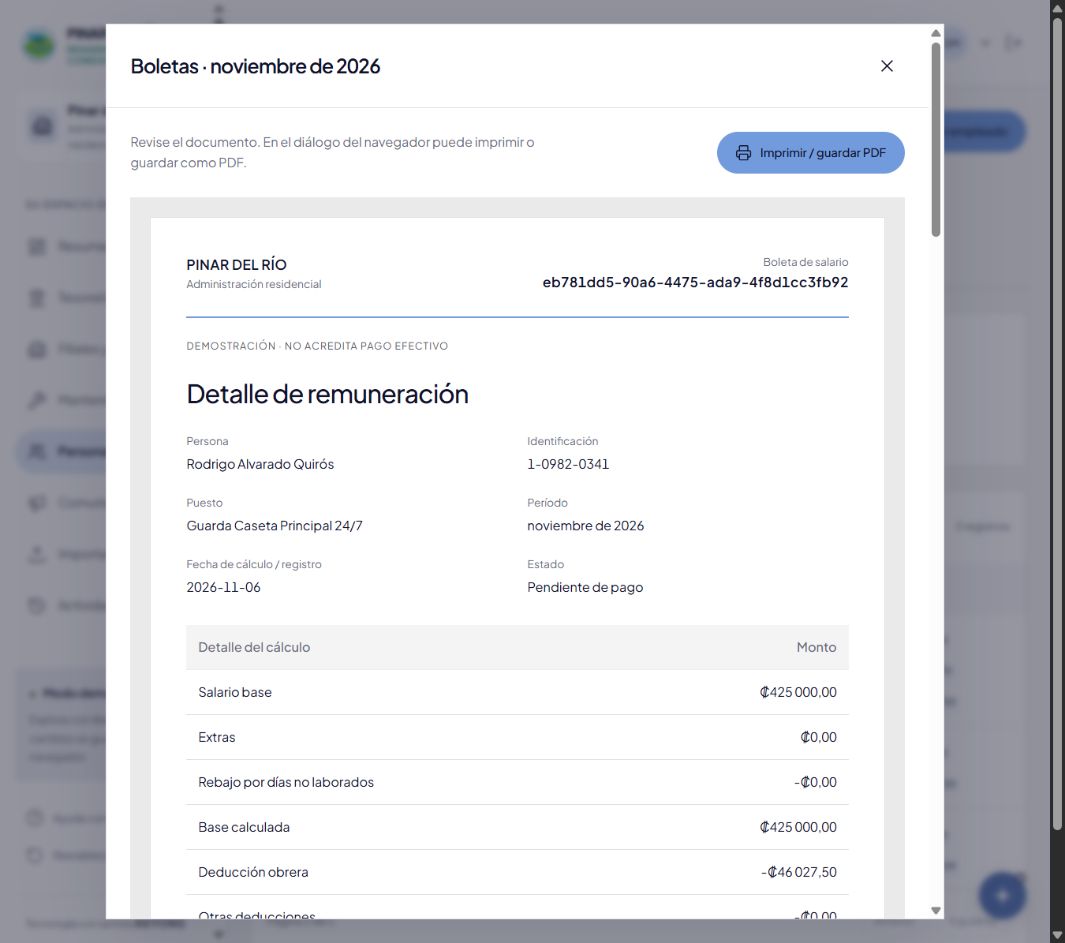 Boletas · noviembre de 2026
Revise el documento. En el diálogo del navegador puede imprimir o
guardar como PDF.
Imprimir / guardar PDF
PINAR DEL RÍO
Administración residencial
Boleta de salario
eb781dd5-90a6-4475-ada9-4f8d1cc3fb92
DEMOSTRACIÓN · NO ACREDITA PAGO EFECTIVO
Detalle de remuneración
Persona
Rodrigo Alvarado Quirós
Identificación
1-0982-0341
Puesto
Guarda Caseta Principal 24/7
Período
noviembre de 2026
Fecha de cálculo / registro
2026-11-06
Estado
Pendiente de pago
Detalle del cálculo Monto
Salario base ₡425 000,00
Extras ₡0,00
Rebajo por días no laborados -₡0,00
Base calculada ₡425 000,00
Deducción obrera -₡46 027,50
Otras deducciones -₡0,00